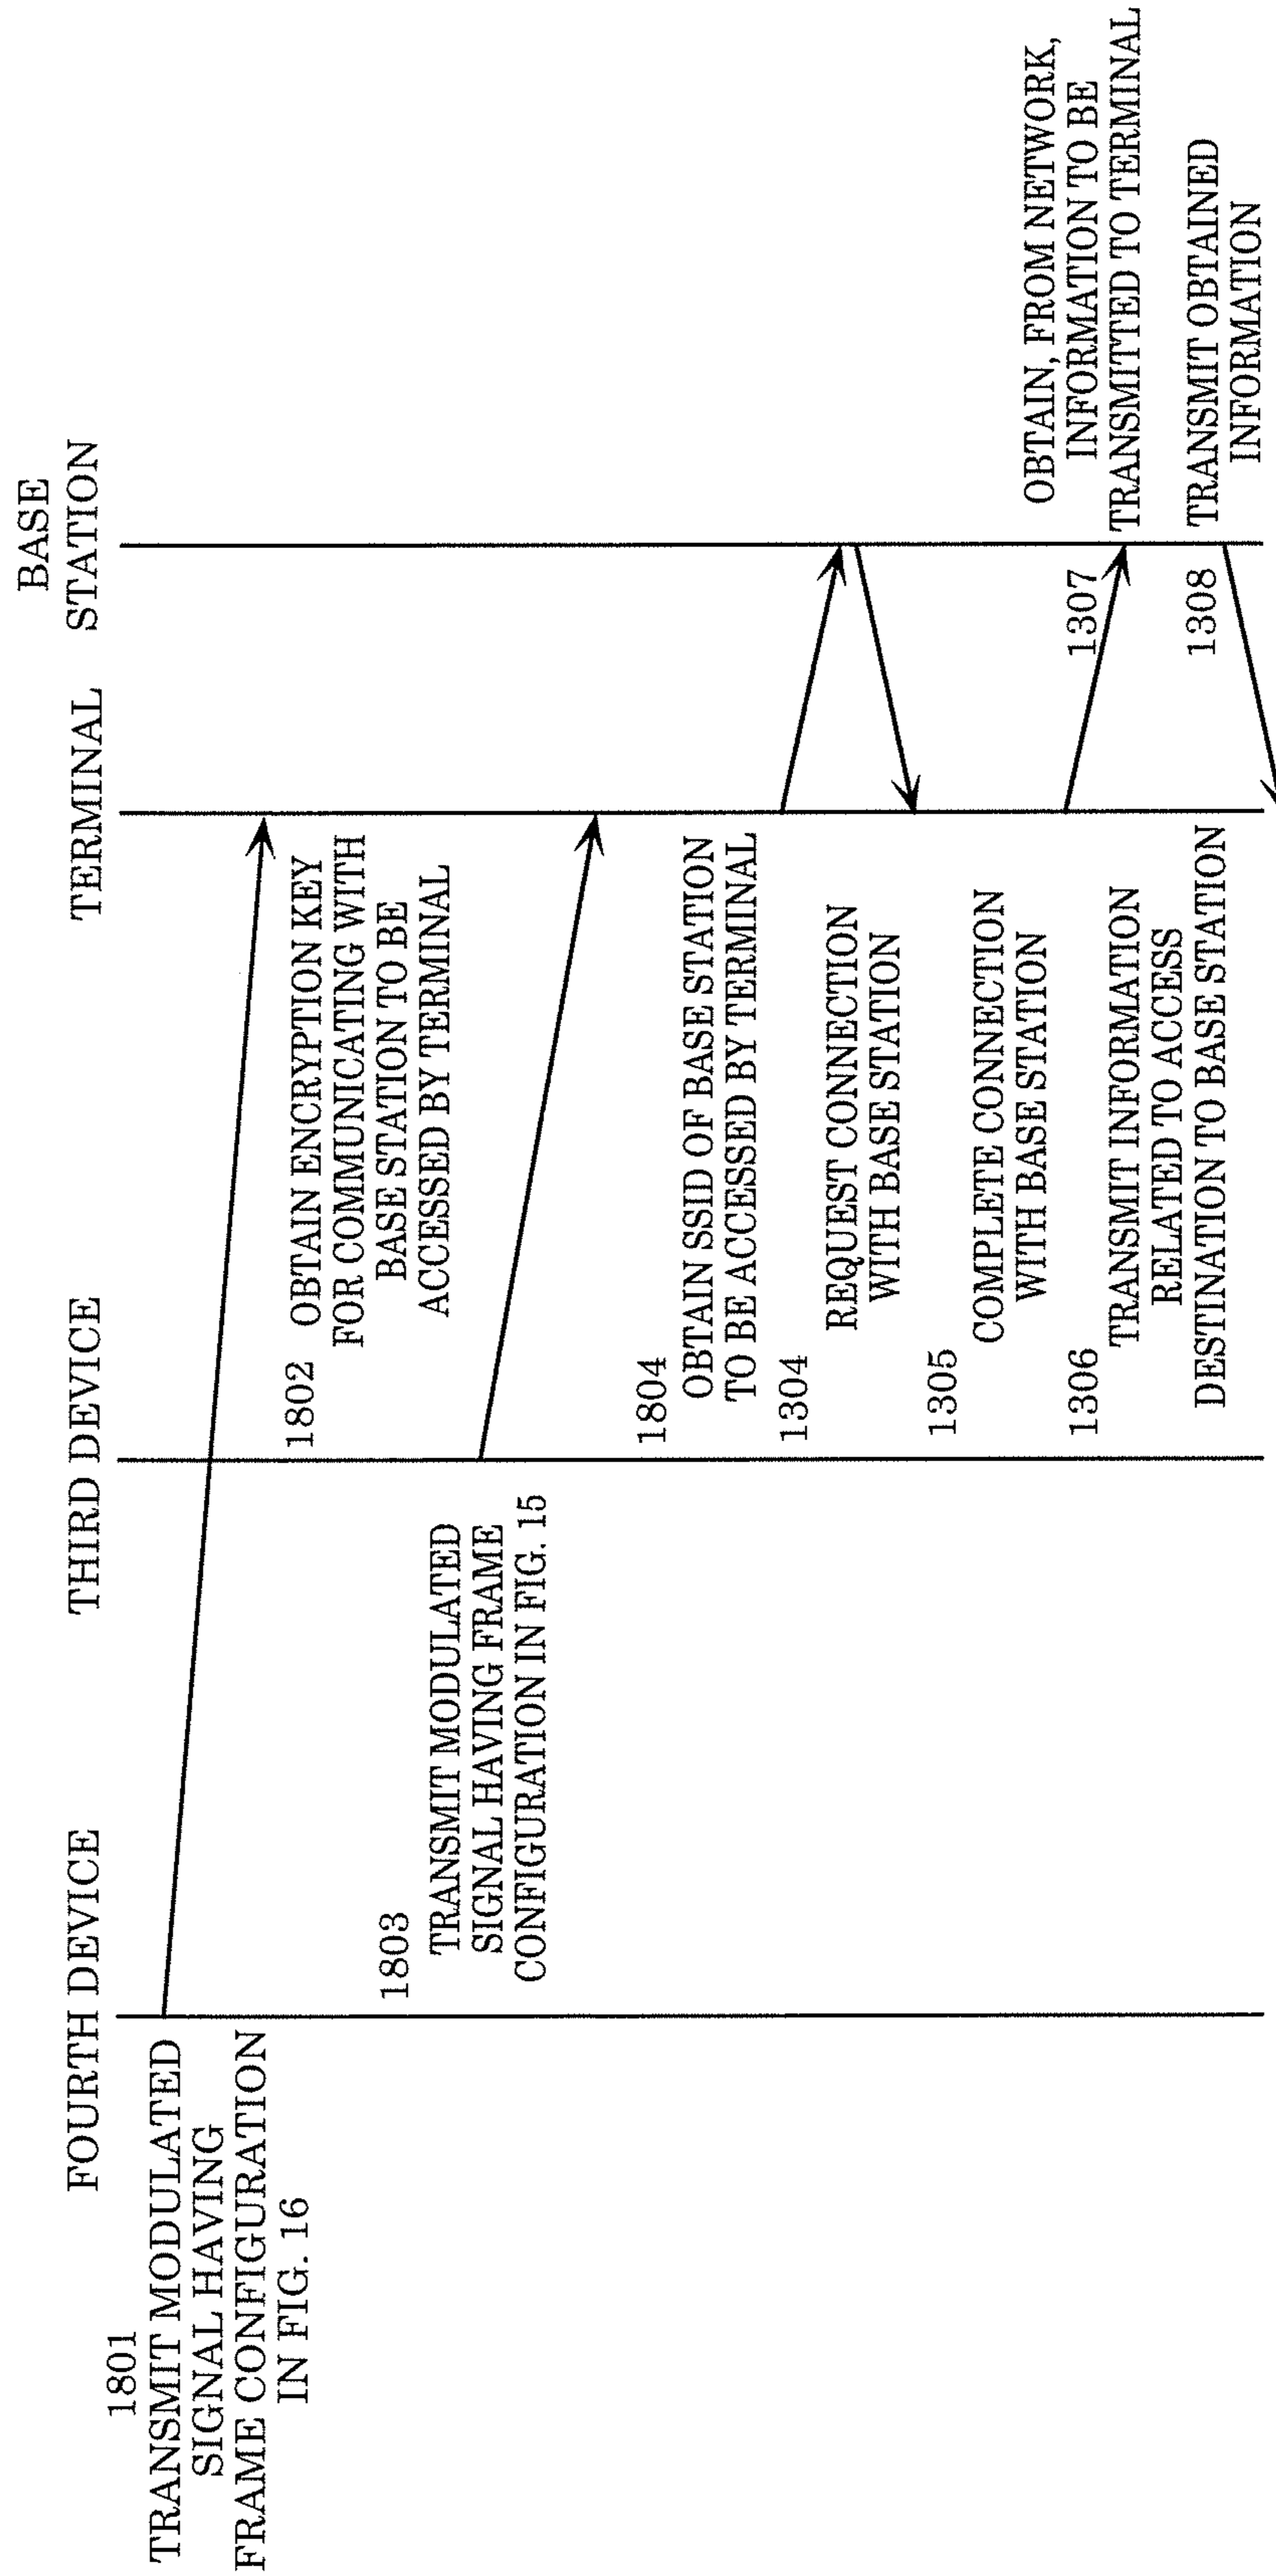 FOURTH DEVICE
THIRD DEVICE
TERMINAL
BASE
STATION
1801
TRANSMIT MODULATED
SIGNAL HAVING
FRAME CONFIGURATION
IN FIG. 16
1802
OBTAIN ENCRYPTION KEY
FOR COMMUNICATING WITH
BASE STATION TO BE
ACCESSED BY TERMINAL
1803
TRANSMIT MODULATED
SIGNAL HAVING FRAME
CONFIGURATION IN FIG. 15
1804
OBTAIN SSID OF BASE STATION
TO BE ACCESSED BY TERMINAL
1304
REQUEST CONNECTION
WITH BASE STATION
1305
COMPLETE CONNECTION
WITH BASE STATION
1306
TRANSMIT INFORMATION
RELATED TO ACCESS
DESTINATION TO BASE STATION
1307
OBTAIN, FROM NETWORK,
INFORMATION TO BE
TRANSMITTED TO TERMINAL
1308
TRANSMIT OBTAINED
INFORMATION